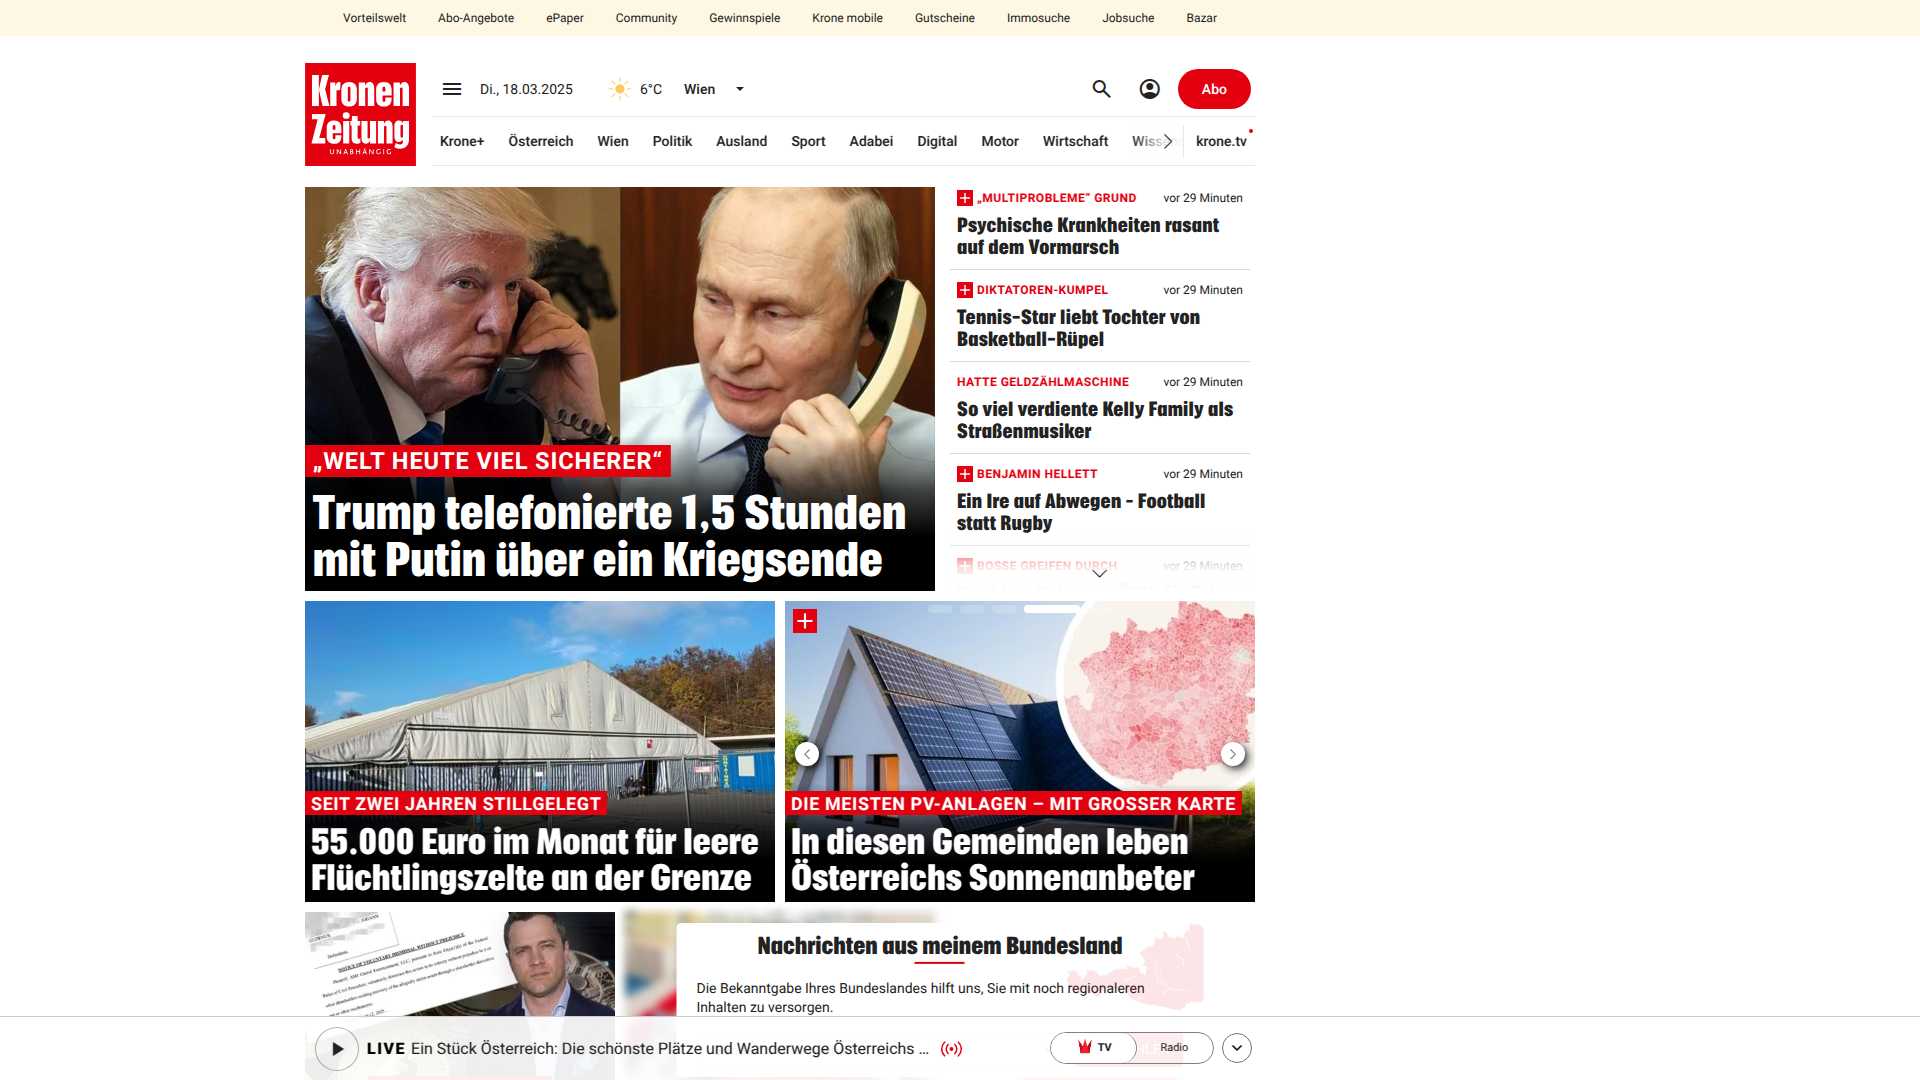 Vorteilswelt Abo-Angebote ePaper Community Gewinnspiele Krone mobile Gutscheine Immosuche Jobsuche Bazar
Kronen
Zeitung
UNABHÄNGIG
Di., 18.03.2025 6°C Wien Abo
Krone+ Österreich Wien Politik Ausland Sport Adabei Digital Motor Wirtschaft krone.tv
„WELT HEUTE VIEL SICHERER“
Trump telefonierte 1,5 Stunden
mit Putin über ein Kriegsende
„MULTIPROBLEME“ GRUND vor 29 Minuten
Psychische Krankheiten rasant
auf dem Vormarsch
DIKTATOREN-KUMPEL vor 29 Minuten
Tennis-Star liebt Tochter von
Basketball-Rüpel
HATTE GELDZÄHLMASCHINE vor 29 Minuten
So viel verdiente Kelly Family als
Straßenmusiker
BENJAMIN HELLETT vor 29 Minuten
Ein Ire auf Abwegen - Football
statt Rugby
BOSSE GREIFEN DURCH vor 29 Minuten
SEIT ZWEI JAHREN STILLGELEGT
55.000 Euro im Monat für leere
Flüchtlingszelte an der Grenze
DIE MEISTEN PV-ANLAGEN – MIT GROSSER KARTE
In diesen Gemeinden leben
Österreichs Sonnenanbeter
NOTICE OF VOLUNTARY DISMISSAL WITHOUT PREJUDICE
Nachrichten aus meinem Bundesland
Die Bekanntgabe Ihres Bundeslandes hilft uns, Sie mit noch regionaleren
Inhalten zu versorgen.
LIVE Ein Stück Österreich: Die schönste Plätze und Wanderwege Österreichs ...
TV Radio